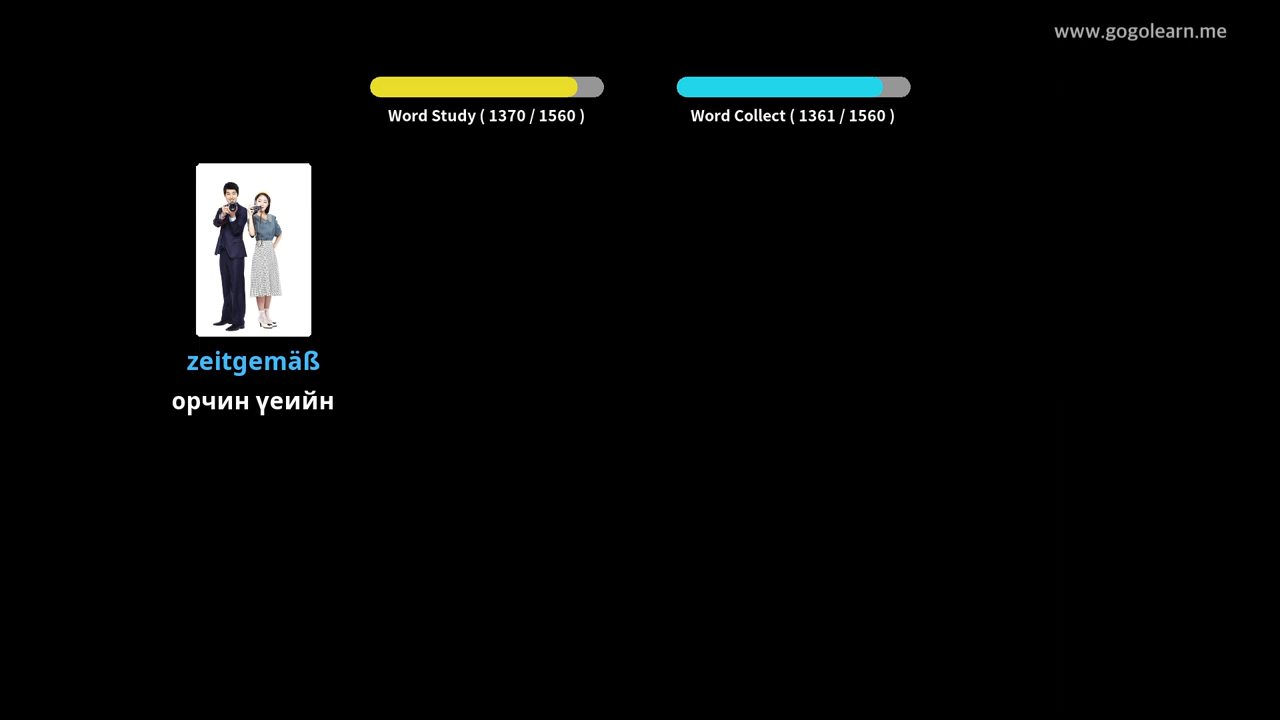 www.gogolearn.me
Word Study ( 1370 / 1560 )
Word Collect ( 1361 / 1560 )
zeitgemäß
орчин үеийн